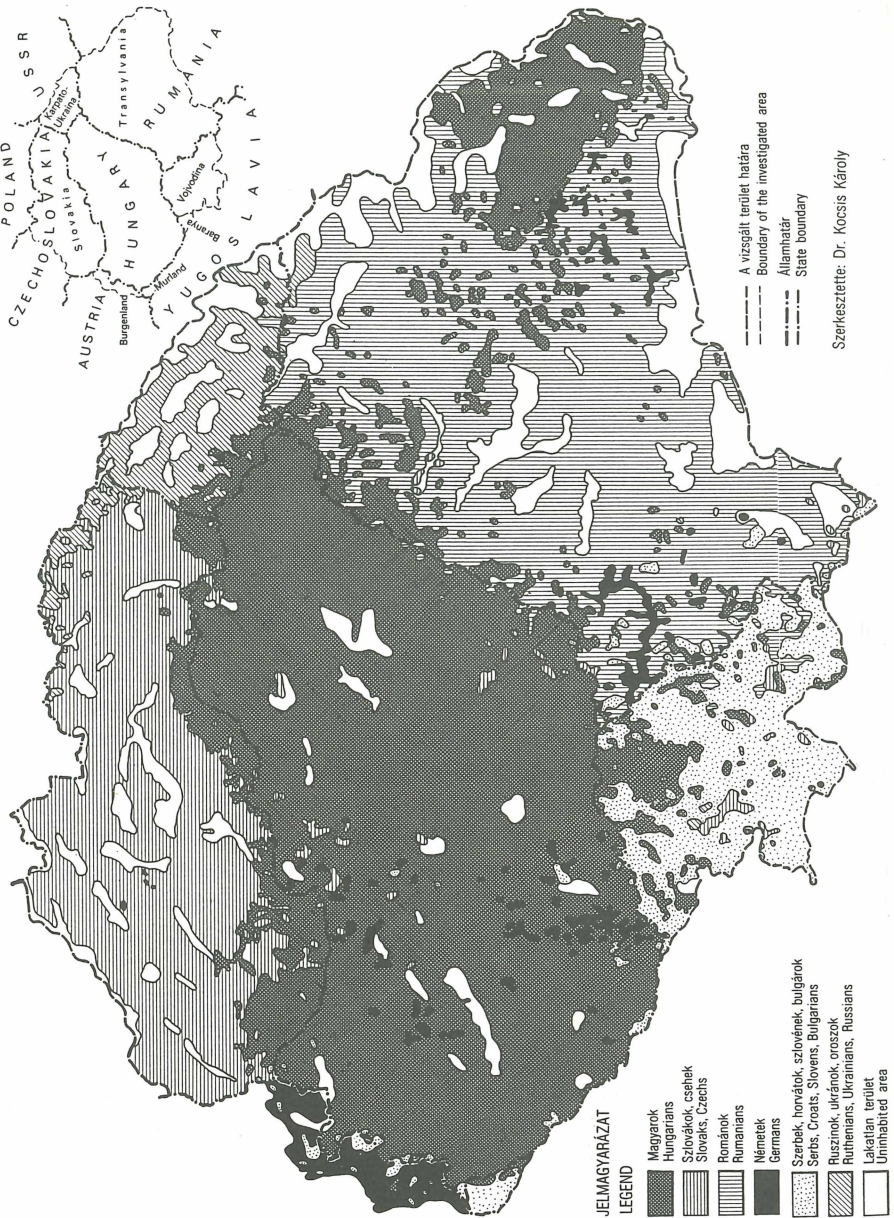 POLAND
USSR
CZECHOSLOVAKIA
Karpato-
Ukraina
Slovakia
AUSTRIA
Burgenland
HUNGARY
Transylvania
RUMÁNIA
Murland
Baranya
Vojvodina
YUGOSLAVIA
JELMAGYARÁZAT
LEGEND
Magyarok
Hungarians
Szlovákok, csehek
Slovaks, Czechs
Románok
Rumanians
Németek
Germans
Szerbek, horvátok, szlovének, bulgárok
Serbs, Croats, Slovens, Bulgarians
Ruszinok, ukránok, oroszok
Ruthenians, Ukrainians, Russians
Lakatlan terület
Uninhabited area
A vizsgált terület határa
Boundary of the investigated area
Államhatár
State boundary
Szerkesztette: Dr. Kocsis Károly